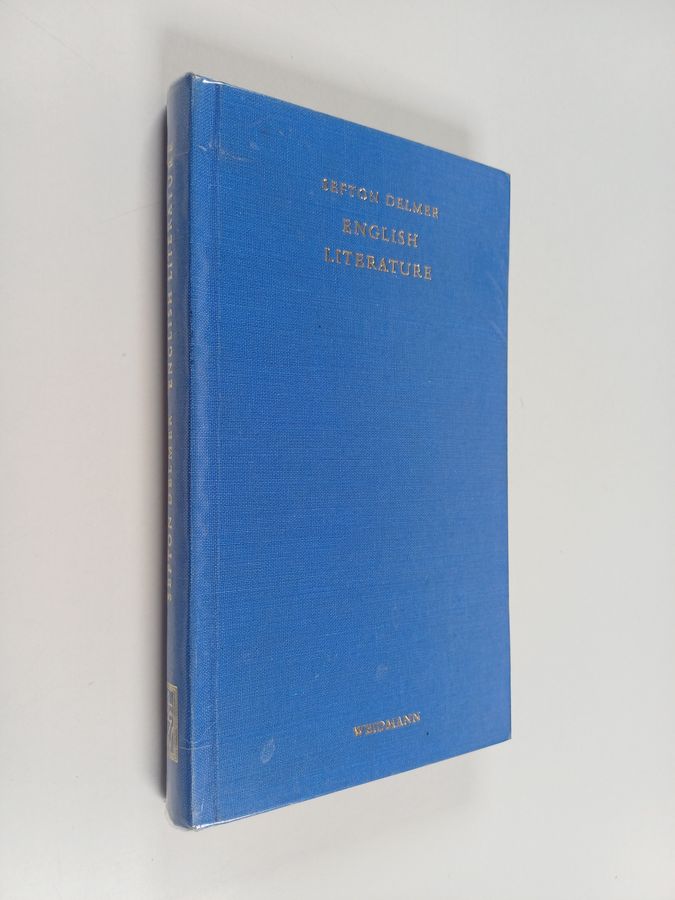 SEFTON DELMER
ENGLISH
LITERATURE
WEIDMANN
SEFTON DELMER ENGLISH LITERATURE